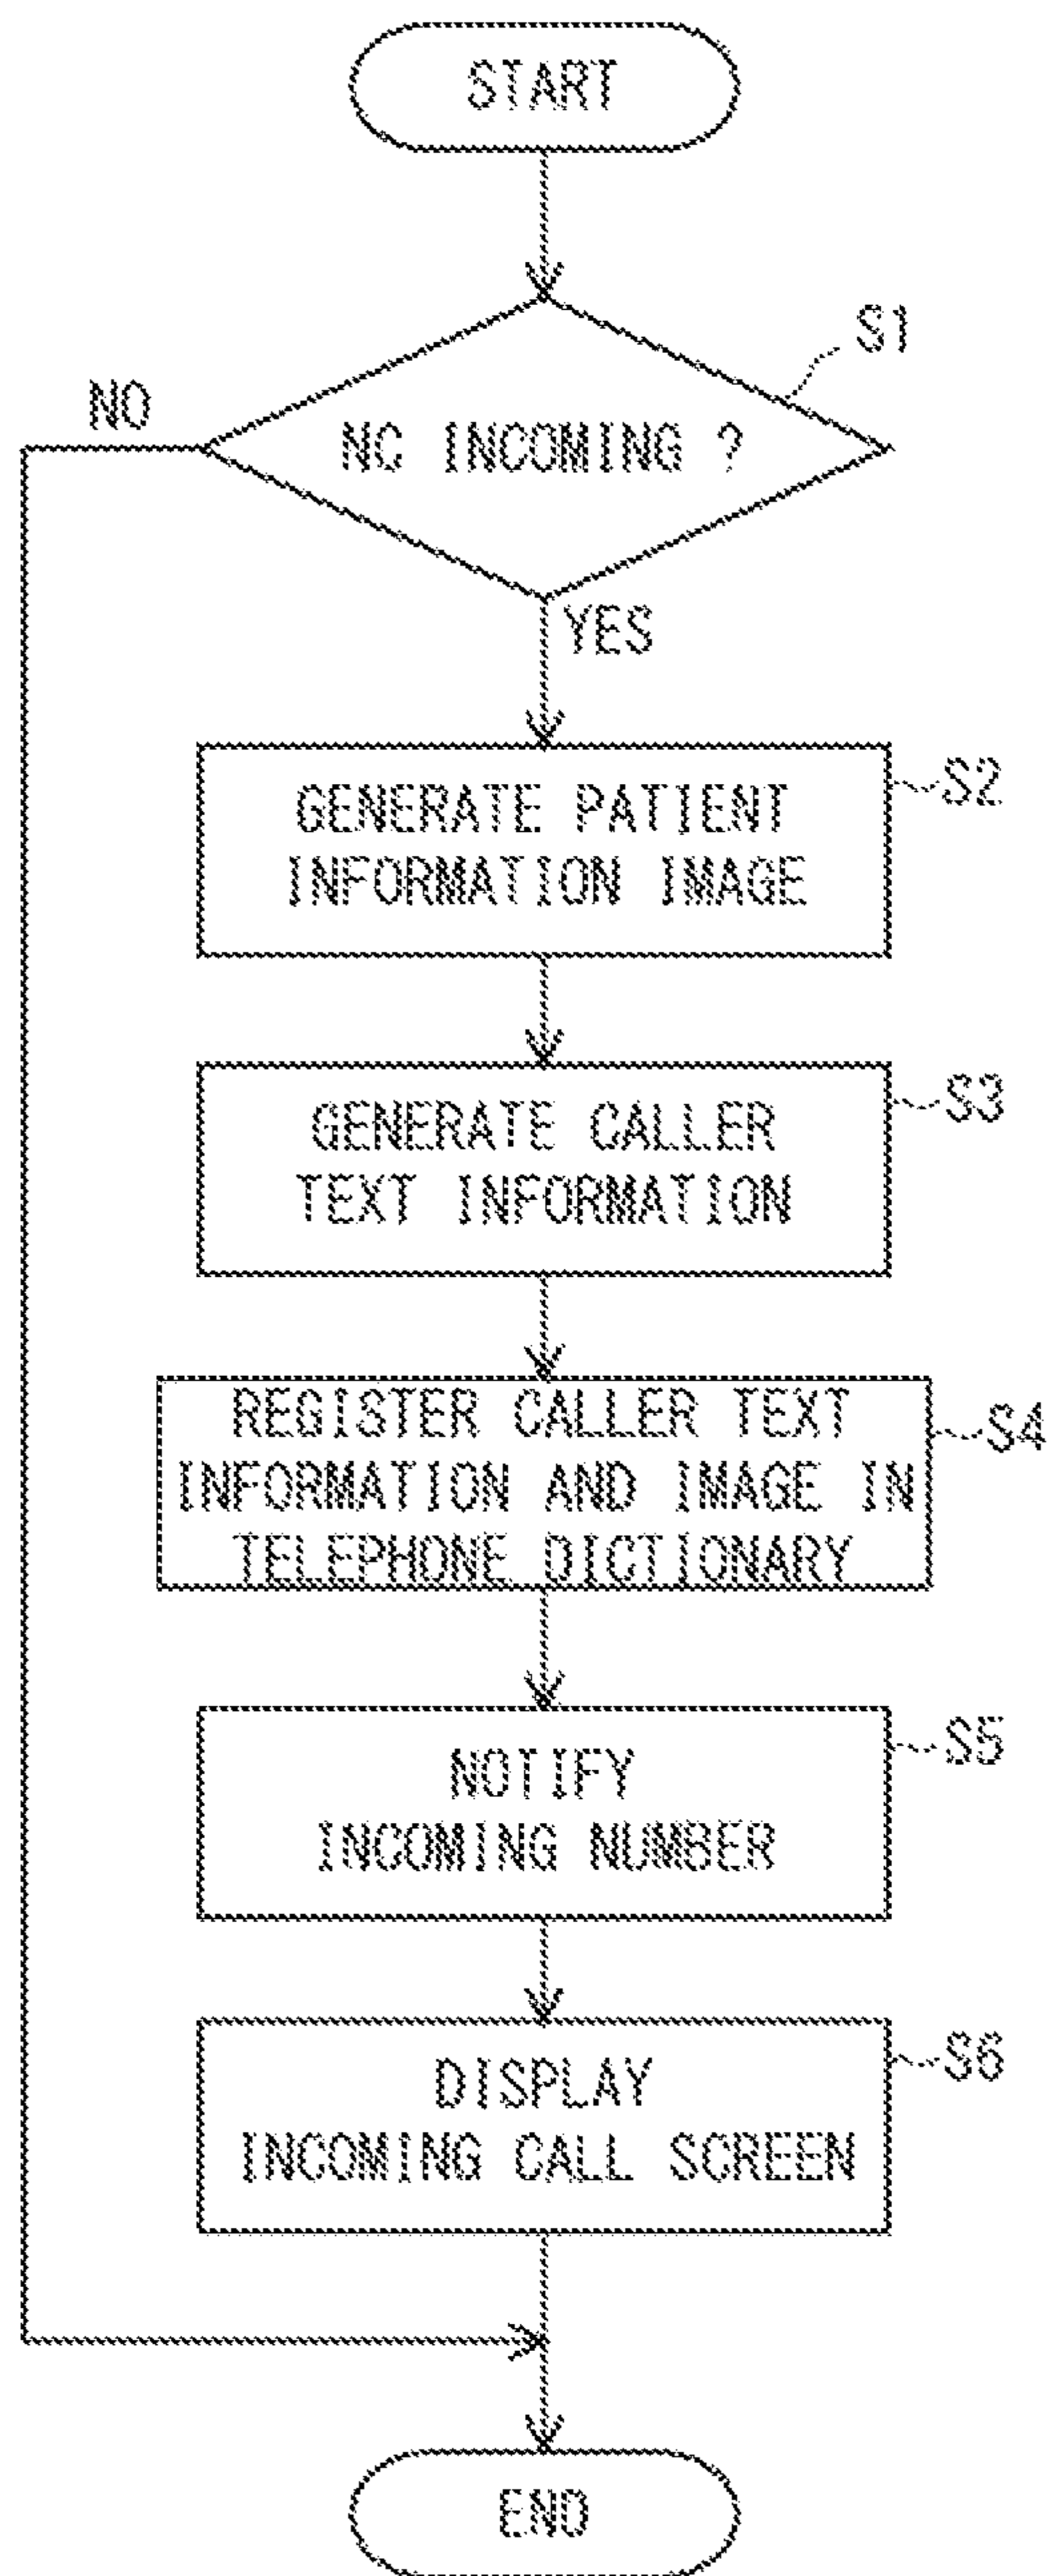 START
S1
NO
NC INCOMING ?
YES
S2
GENERATE PATIENT
INFORMATION IMAGE
S3
GENERATE CALLER
TEXT INFORMATION
S4
REGISTER CALLER TEXT
INFORMATION AND IMAGE IN
TELEPHONE DICTIONARY
S5
NOTIFY
INCOMING NUMBER
S6
DISPLAY
INCOMING CALL SCREEN
END